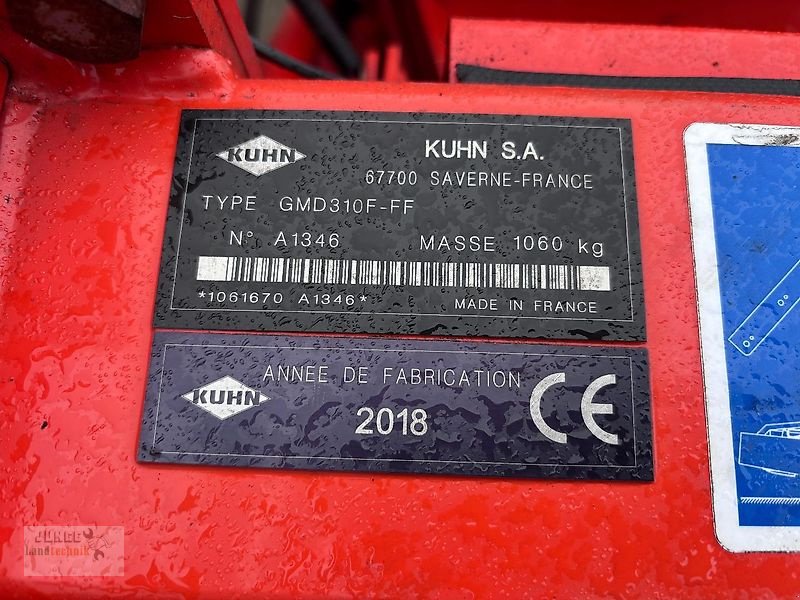 KUHN
KUHN S.A.
67700 SAVERNE-FRANCE
TYPE GMD310F-FF
N° A1346 MASSE 1060 kg
*1061670 A1346*
MADE IN FRANCE
KUHN
ANNEE DE FABRICATION
2018
CE
Landtechnik